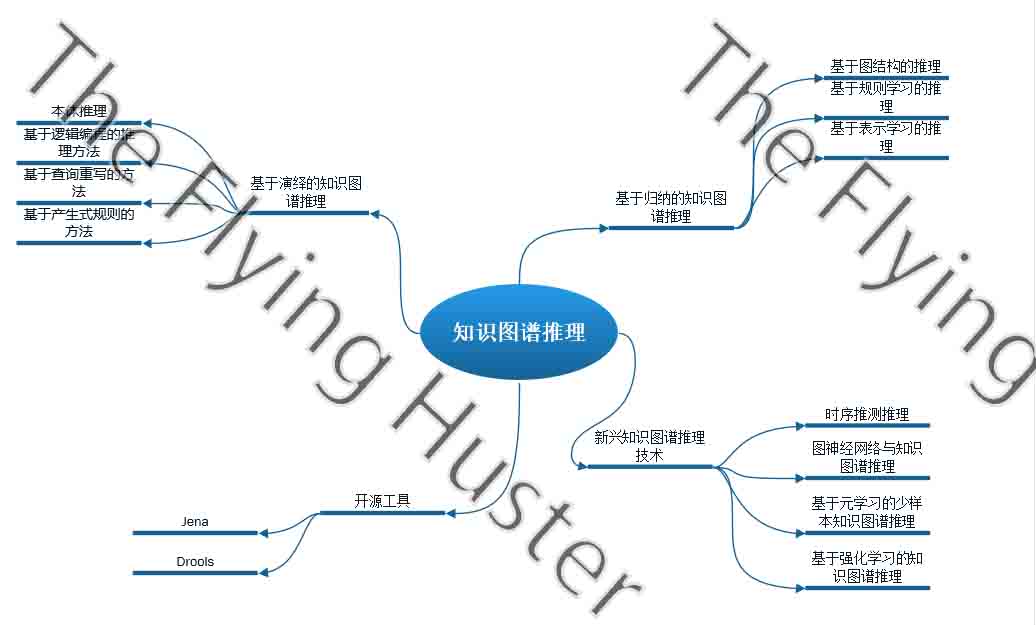 The Flying Huster
The Flying
本体推理
基于逻辑编程的推
理方法
基于查询重写的方
法
基于产生式规则的
方法
基于演绎的知识图
谱推理
基于图结构的推理
基于规则学习的推
理
基于表示学习的推
理
基于归纳的知识图
谱推理
知识图谱推理
新兴知识图谱推理
技术
时序推测推理
图神经网络与知识
图谱推理
基于元学习的少样
本知识图谱推理
基于强化学习的知
识图谱推理
开源工具
Jena
Drools